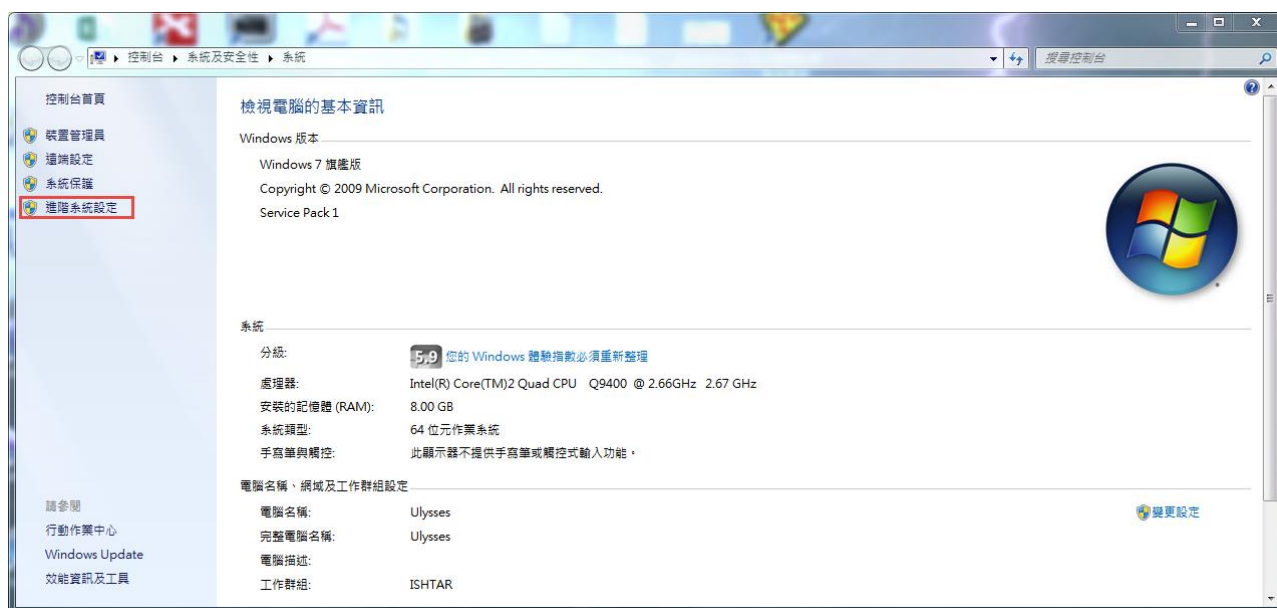 控制台 ▸ 系統及安全性 ▸ 系統
搜尋控制台
控制台首頁
裝置管理員
遠端設定
系統保護
進階系統設定
請參閱
行動作業中心
Windows Update
效能資訊及工具
檢視電腦的基本資訊
Windows 版本
Windows 7 旗艦版
Copyright © 2009 Microsoft Corporation. All rights reserved.
Service Pack 1
系統
分級: 5.9 您的 Windows 體驗指數必須重新整理
處理器: Intel(R) Core(TM)2 Quad CPU Q9400 @ 2.66GHz 2.67 GHz
安裝的記憶體 (RAM): 8.00 GB
系統類型: 64 位元作業系統
手寫筆與觸控: 此顯示器不提供手寫筆或觸控式輸入功能。
電腦名稱、網域及工作群組設定
電腦名稱: Ulysses 變更設定
完整電腦名稱: Ulysses
電腦描述:
工作群組: ISHTAR